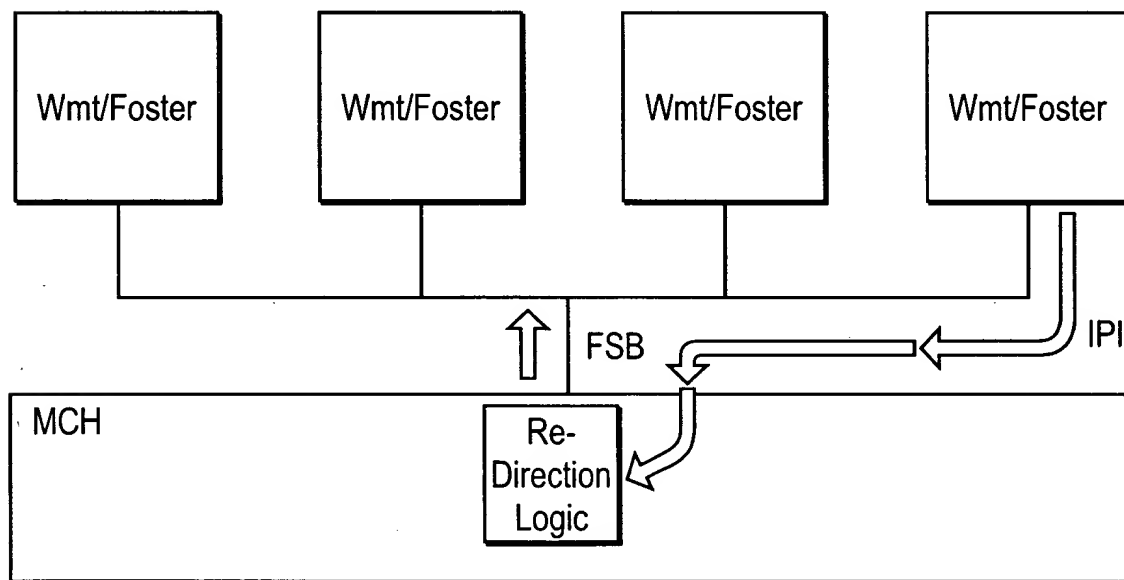 Wmt/Foster
Wmt/Foster
Wmt/Foster
Wmt/Foster
FSB
IPI
MCH
Re-
Direction
Logic